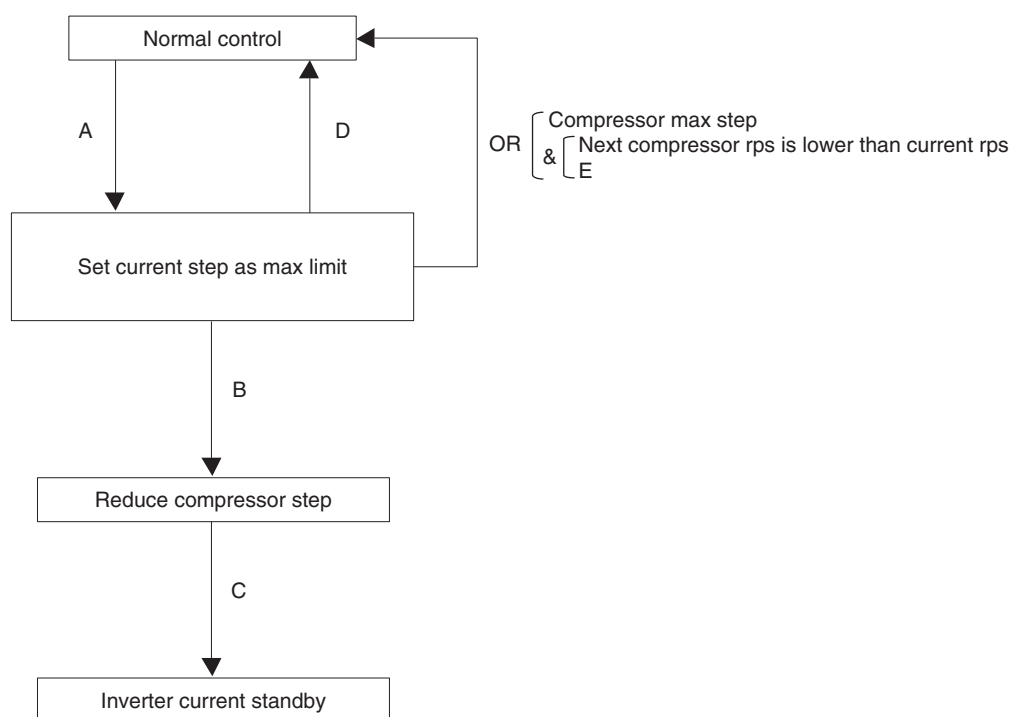 Normal control
A
D
OR
Compressor max step
& Next compressor rps is lower than current rps
E
Set current step as max limit
B
Reduce compressor step
C
Inverter current standby